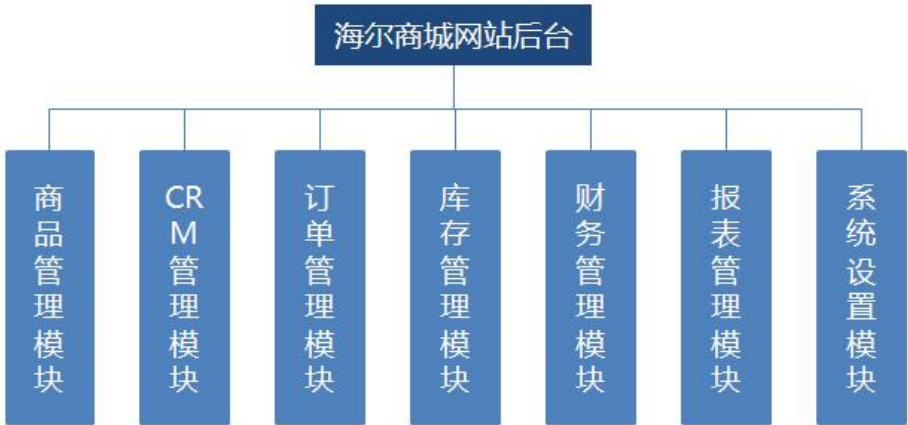 海尔商城网站后台
商品管理模块
CRM管理模块
订单管理模块
库存管理模块
财务管理模块
报表管理模块
系统设置模块